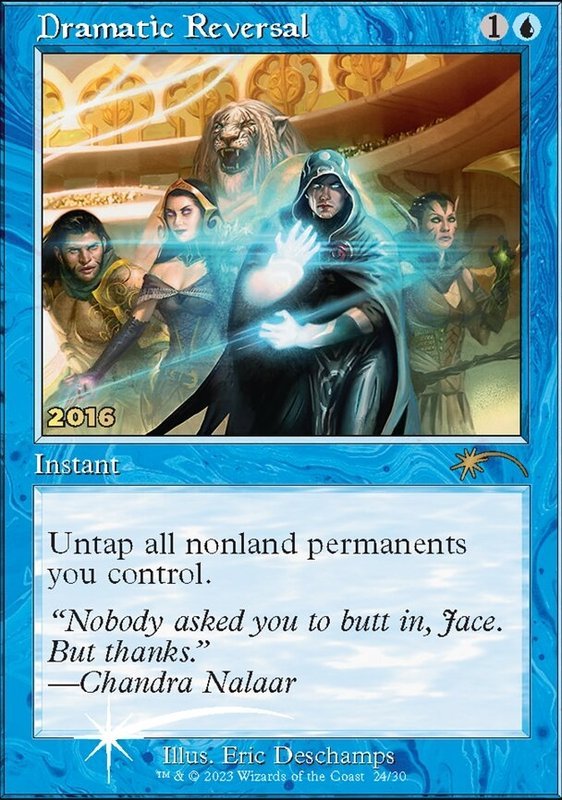 Dramatic Reversal 1
2016
Instant
Untap all nonland permanents
you control.
“Nobody asked you to butt in, Jace.
But thanks.”
—Chandra Nalaar
Illus. Eric Deschamps
™ & © 2023 Wizards of the Coast 24/30